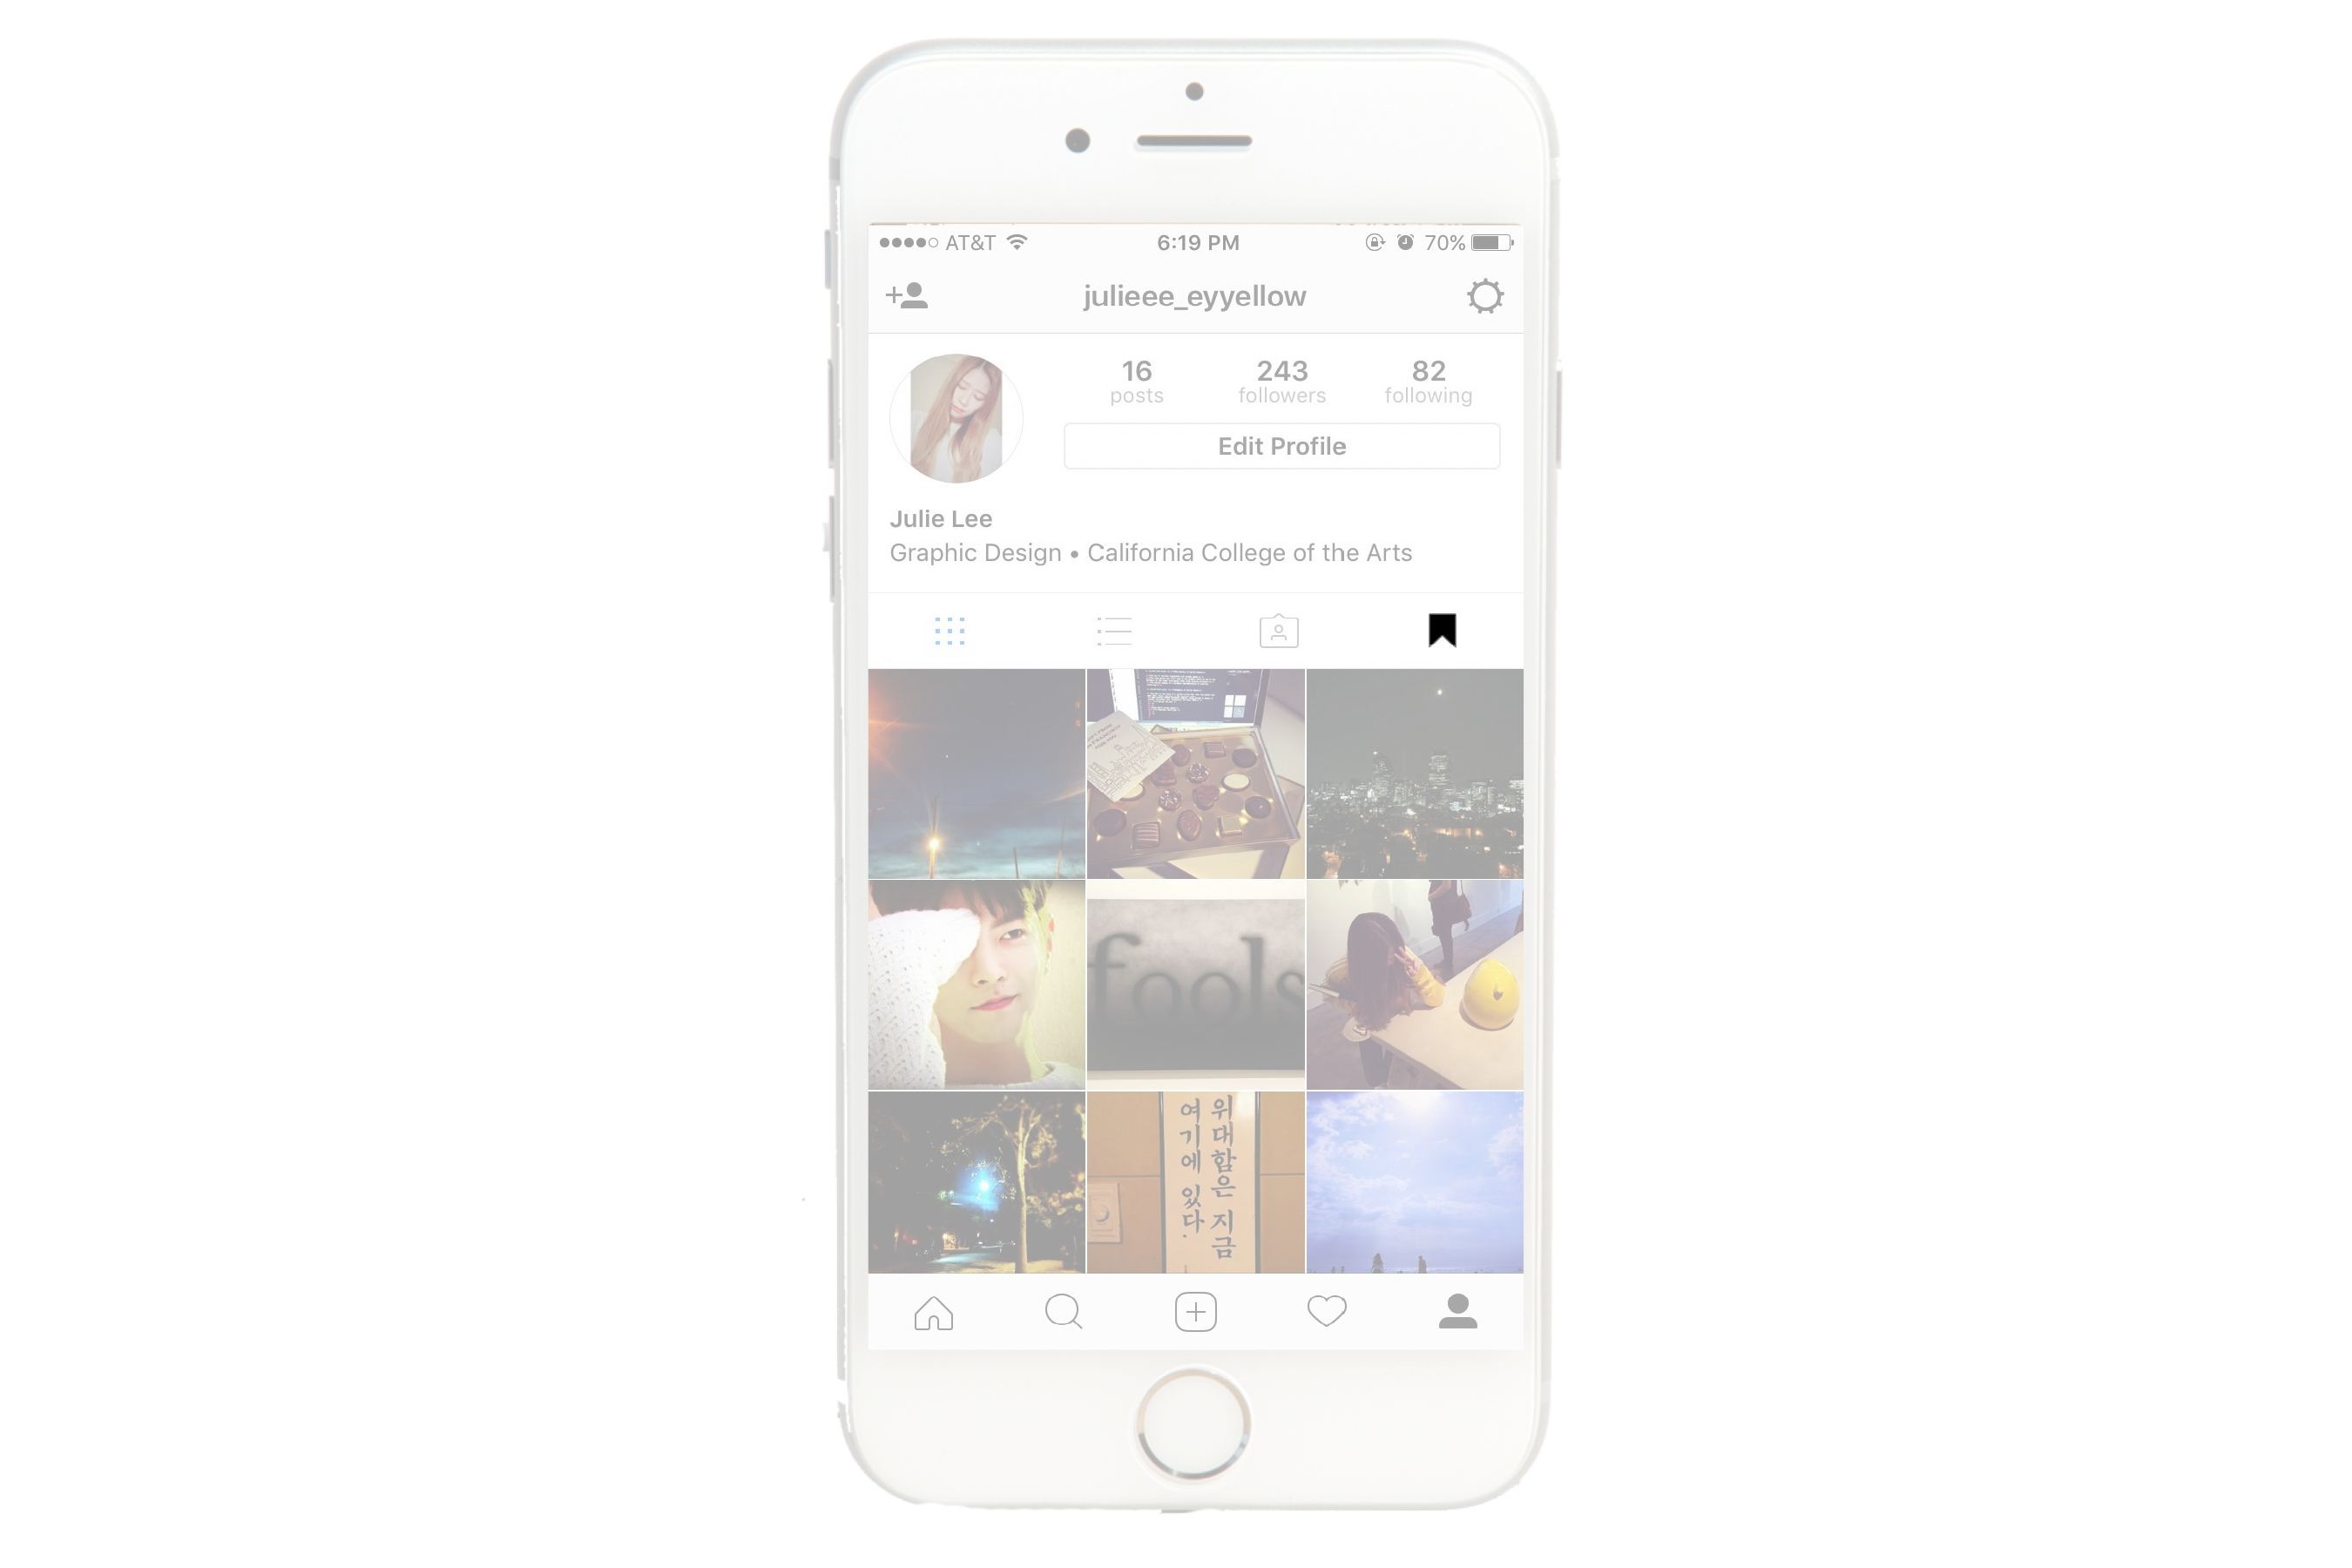 AT&T
6:19 PM
70%
julieee_eyyellow
16
posts
243
followers
82
following
Edit Profile
Julie Lee
Graphic Design • California College of the Arts
fools
위대함은 지금
여기에 있다.